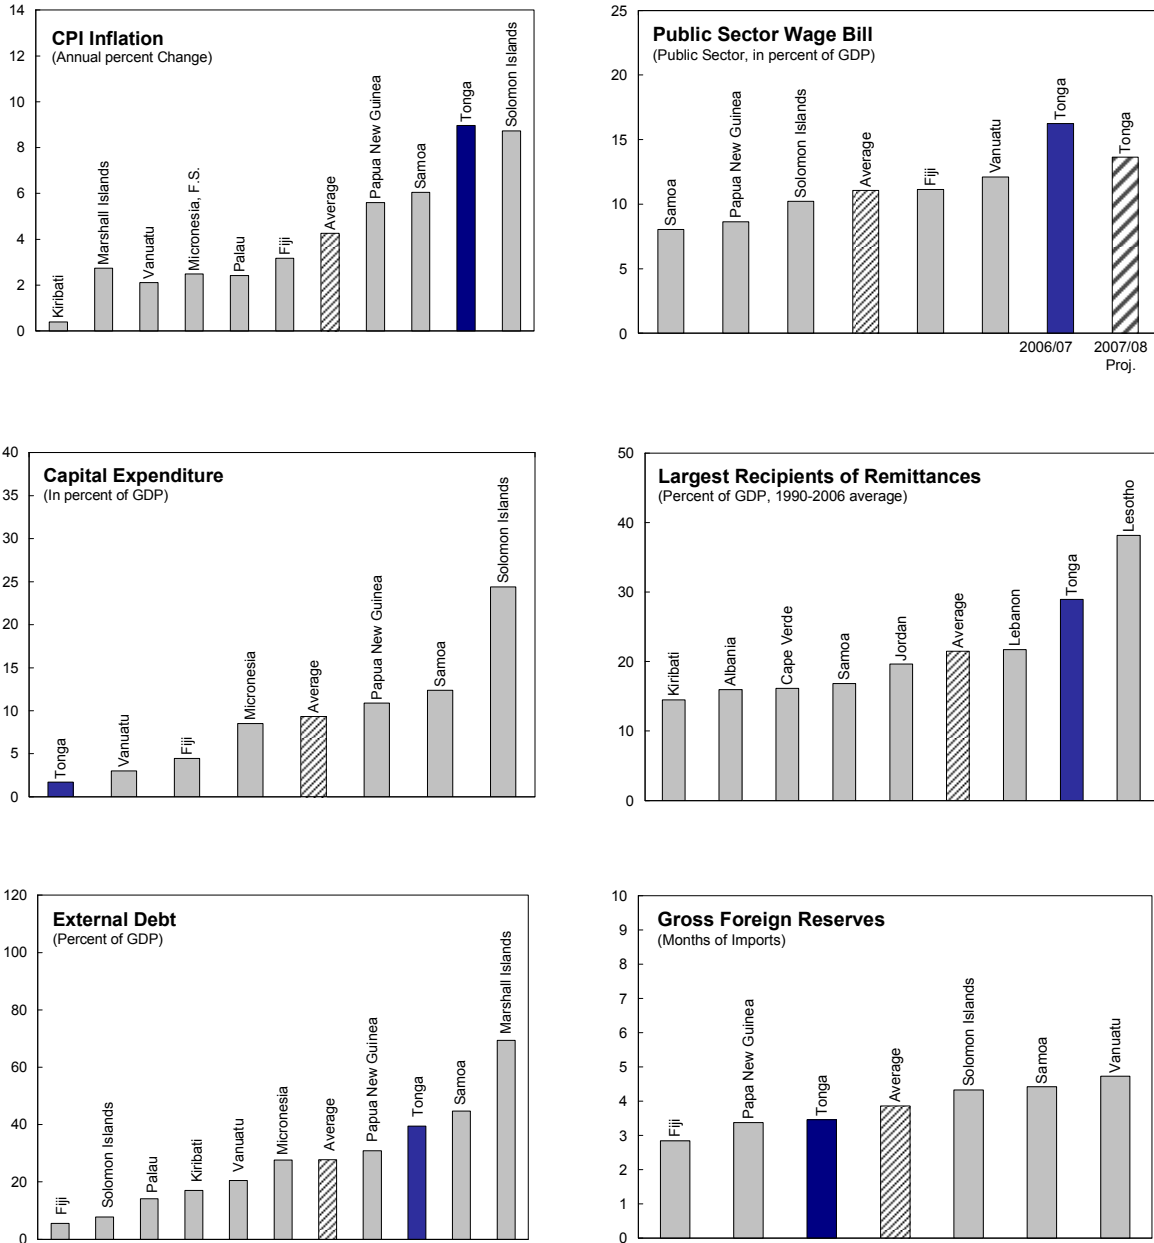 CPI Inflation
(Annual percent Change)
14
12
10
8
6
4
2
0
Kiribati
Marshall Islands
Vanuatu
Micronesia, F.S.
Palau
Fiji
Average
Papua New Guinea
Samoa
Tonga
Solomon Islands
Public Sector Wage Bill
(Public Sector, in percent of GDP)
25
20
15
10
5
0
Samoa
Papua New Guinea
Solomon Islands
Average
Fiji
Vanuatu
Tonga
Tonga
2006/07
2007/08
Proj.
Capital Expenditure
(In percent of GDP)
40
35
30
25
20
15
10
5
0
Tonga
Vanuatu
Fiji
Micronesia
Average
Papua New Guinea
Samoa
Solomon Islands
Largest Recipients of Remittances
(Percent of GDP, 1990-2006 average)
50
40
30
20
10
0
Kiribati
Albania
Cape Verde
Samoa
Jordan
Average
Lebanon
Tonga
Lesotho
External Debt
(Percent of GDP)
120
100
80
60
40
20
0
Fiji
Solomon Islands
Palau
Kiribati
Vanuatu
Micronesia
Average
Papua New Guinea
Tonga
Samoa
Marshall Islands
Gross Foreign Reserves
(Months of Imports)
10
9
8
7
6
5
4
3
2
1
0
Fiji
Papa New Guinea
Tonga
Average
Solomon Islands
Samoa
Vanuatu